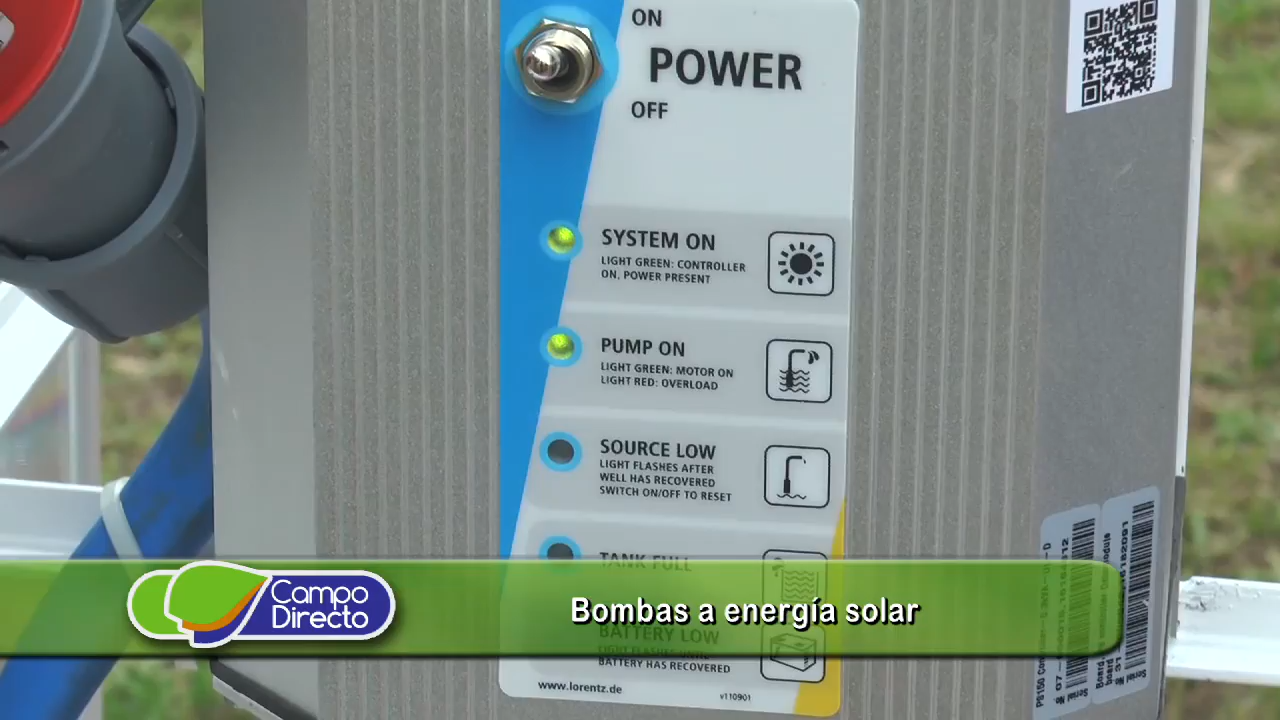 ON
POWER
OFF
SYSTEM ON
LIGHT GREEN: CONTROLLER
ON, POWER PRESENT
PUMP ON
LIGHT GREEN: MOTOR ON
LIGHT RED: OVERLOAD
SOURCE LOW
LIGHT FLASHES AFTER
WELL HAS RECOVERED
SWITCH ON/OFF TO RESET
TANK FULL
Campo
Directo
Bombas a energía solar
BATTERY LOW
BATTERY HAS RECOVERED
www.lorentz.de
v110901